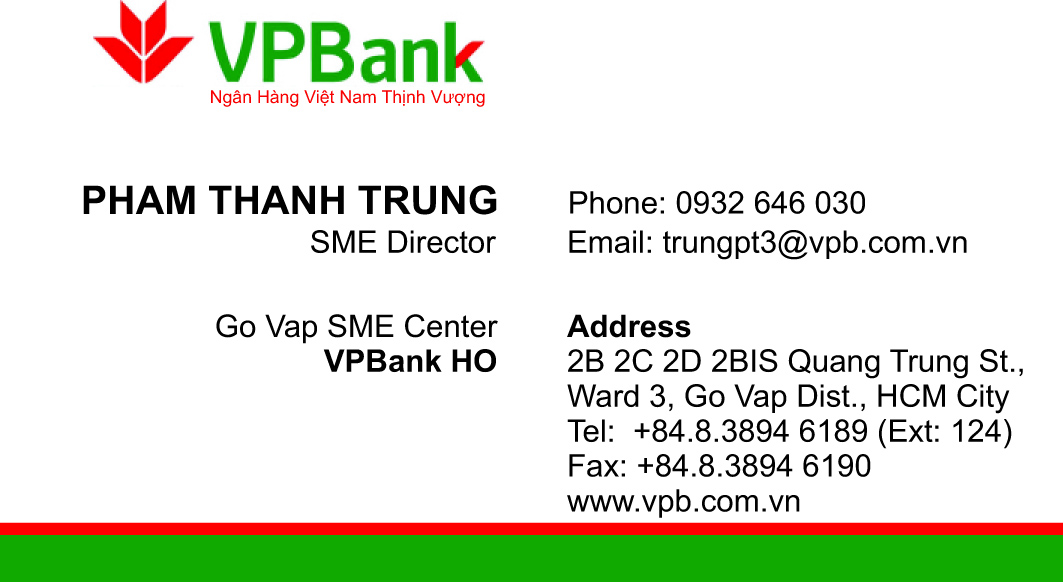 VPBank
Ngân Hàng Việt Nam Thịnh Vượng
PHAM THANH TRUNG
SME Director
Phone: 0932 646 030
Email: trungpt3@vpb.com.vn
Go Vap SME Center
VPBank HO
Address
2B 2C 2D 2BIS Quang Trung St.,
Ward 3, Go Vap Dist., HCM City
Tel:  +84.8.3894 6189 (Ext: 124)
Fax: +84.8.3894 6190
www.vpb.com.vn